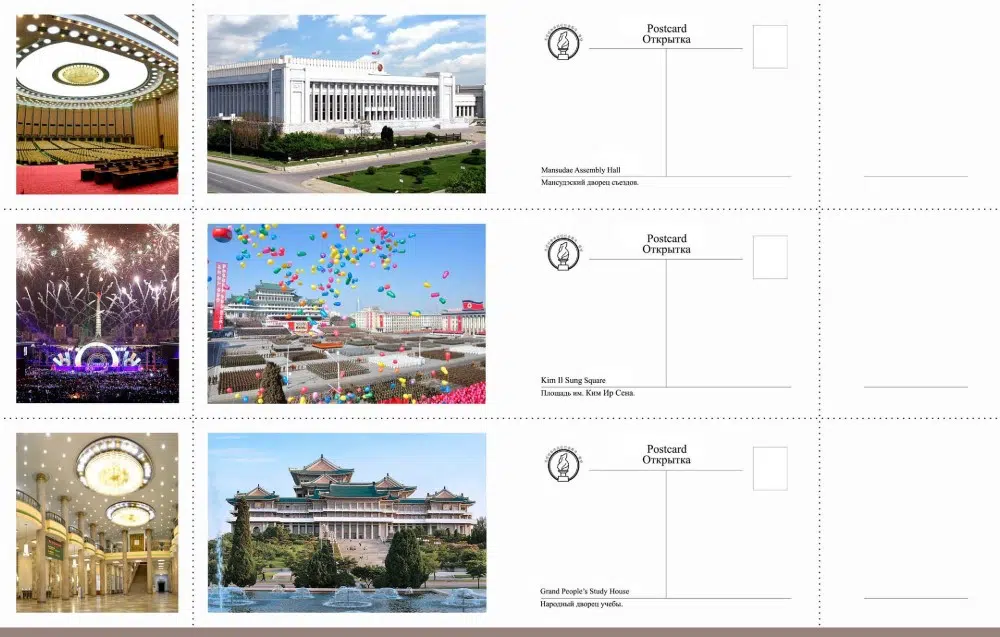 Postcard
Открытка
Mansudae Assembly Hall
Мансудэский дворец съездов.
Postcard
Открытка
Kim Il Sung Square
Площадь им. Ким Ир Сена.
Postcard
Открытка
Grand People's Study House
Народный дворец учебы.